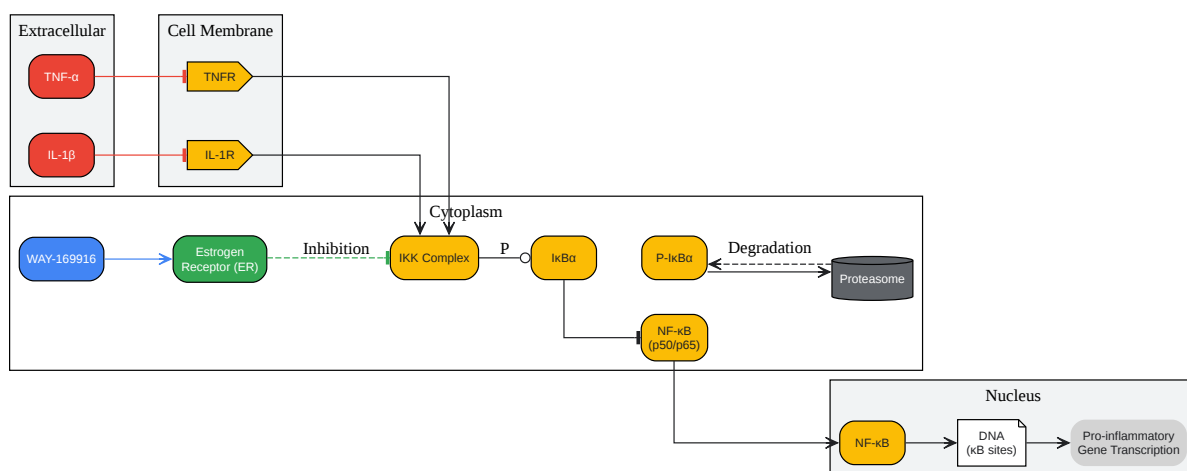 Extracellular
Cell Membrane
TNF-α
TNFR
IL-1β
IL-1R
Cytoplasm
WAY-169916
Estrogen
Receptor (ER)
Inhibition
IKK Complex
P
IκBα
P-IκBα
Degradation
Proteasome
NF-κB
(p50/p65)
Nucleus
NF-κB
DNA
(κB sites)
Pro-inflammatory
Gene Transcription